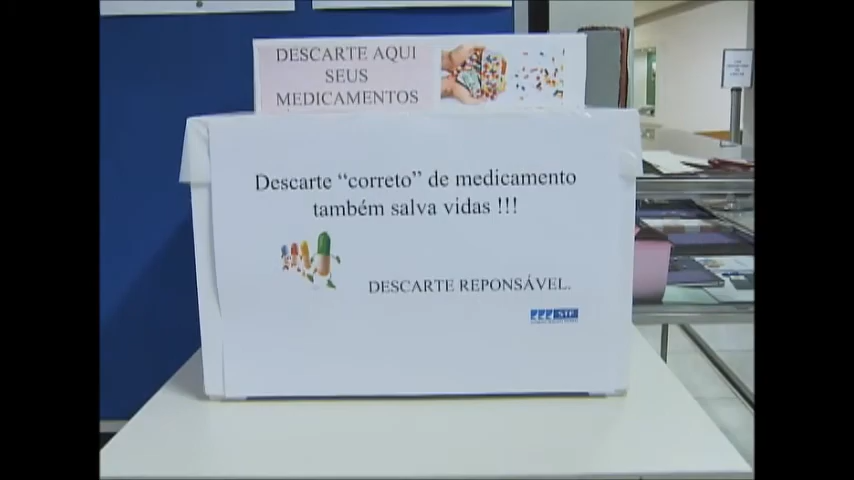 DESCARTE AQUI
SEUS
MEDICAMENTOS
Descarte “correto” de medicamento
também salva vidas !!!
DESCARTE REPONSÁVEL.
STF